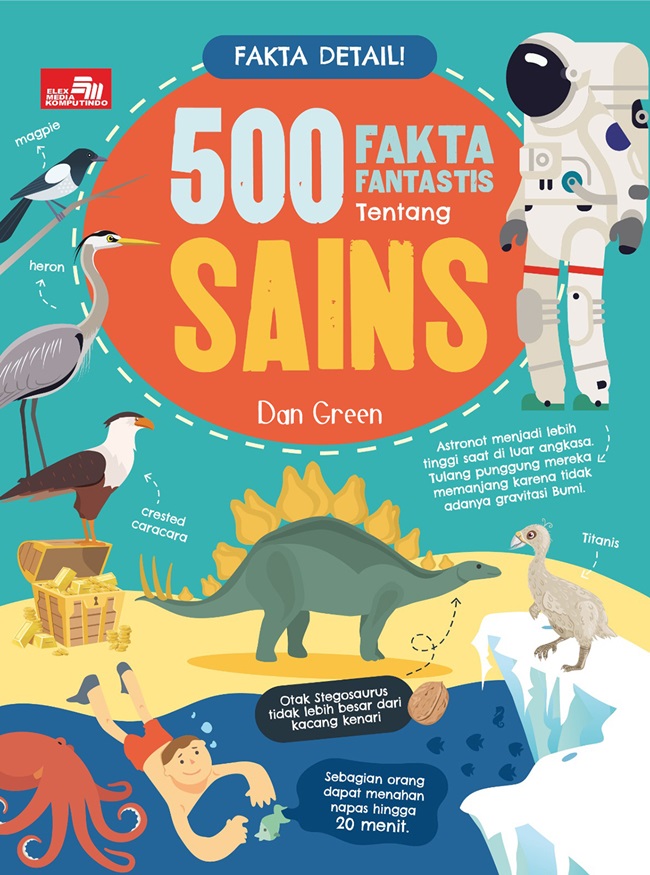 FAKTA DETAIL!
ELEX
MEDIA
KOMPUTINDO
magpie
500 FAKTA
FANTASTIS
Tentang
SAINS
heron
Dan Green
Astronot menjadi lebih
tinggi saat di luar angkasa.
Tulang punggung mereka
memanjang karena tidak
adanya gravitasi Bumi.
crested
caracara
Titanis
Otak Stegosaurus
tidak lebih besar dari
kacang kenari
Sebagian orang
dapat menahan
napas hingga
20 menit.